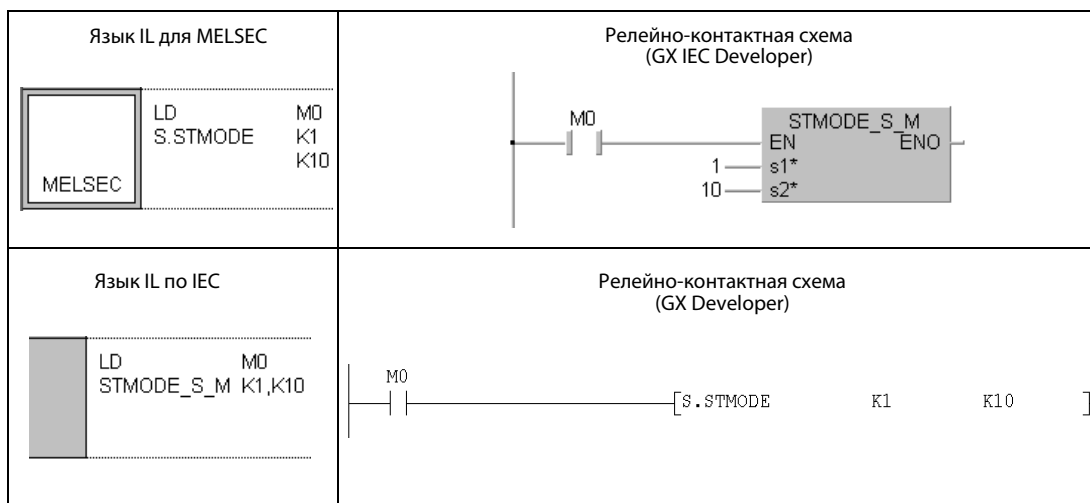 Язык IL для MELSEC
MELSEC
LD M0
S.STMODE K1
K10
Релейно-контактная схема
(GX IEC Developer)
M0
STMODE_S_M
EN ENO
1 s1*
10 s2*
Язык IL по IEC
LD M0
STMODE_S_M K1,K10
Релейно-контактная схема
(GX Developer)
M0
[S.STMODE K1 K10 ]